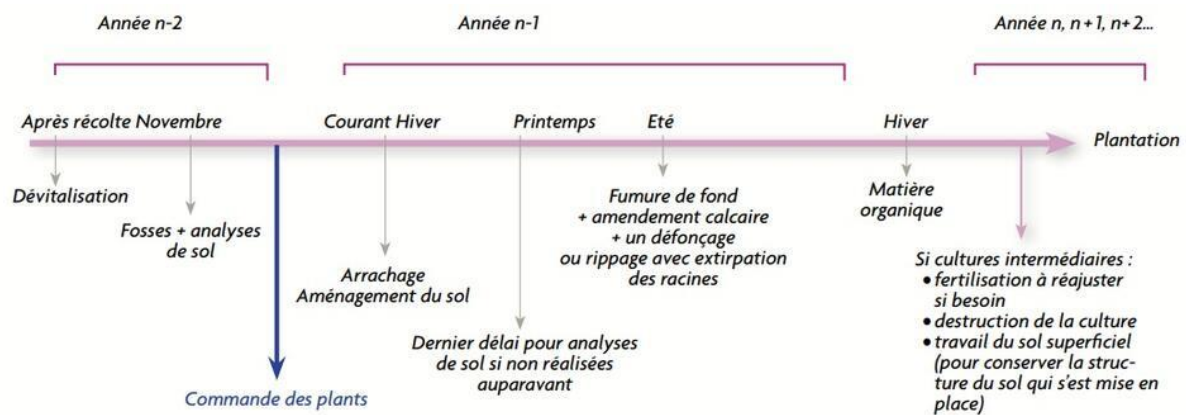 Année n-2
Année n-1
Année n, n+1, n+2...
Après récolte Novembre
Courant Hiver
Printemps
Eté
Hiver
Plantation
Dévitalisation
Fosses + analyses
de sol
Commande des plants
Arrachage
Aménagement du sol
Dernier délai pour analyses
de sol si non réalisées
auparavant
Fumure de fond
+ amendement calcaire
+ un défonçage
ou rippage avec extirpation
des racines
Matière
organique
Si cultures intermédiaires :
• fertilisation à réajuster
si besoin
• destruction de la culture
• travail du sol superficiel
(pour conserver la struc-
ture du sol qui s'est mise en
place)